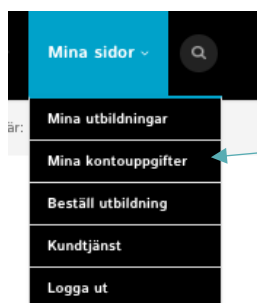 Mina sidor
är:
Mina utbildningar
Mina kontouppgifter
Beställ utbildning
Kundtjänst
Logga ut